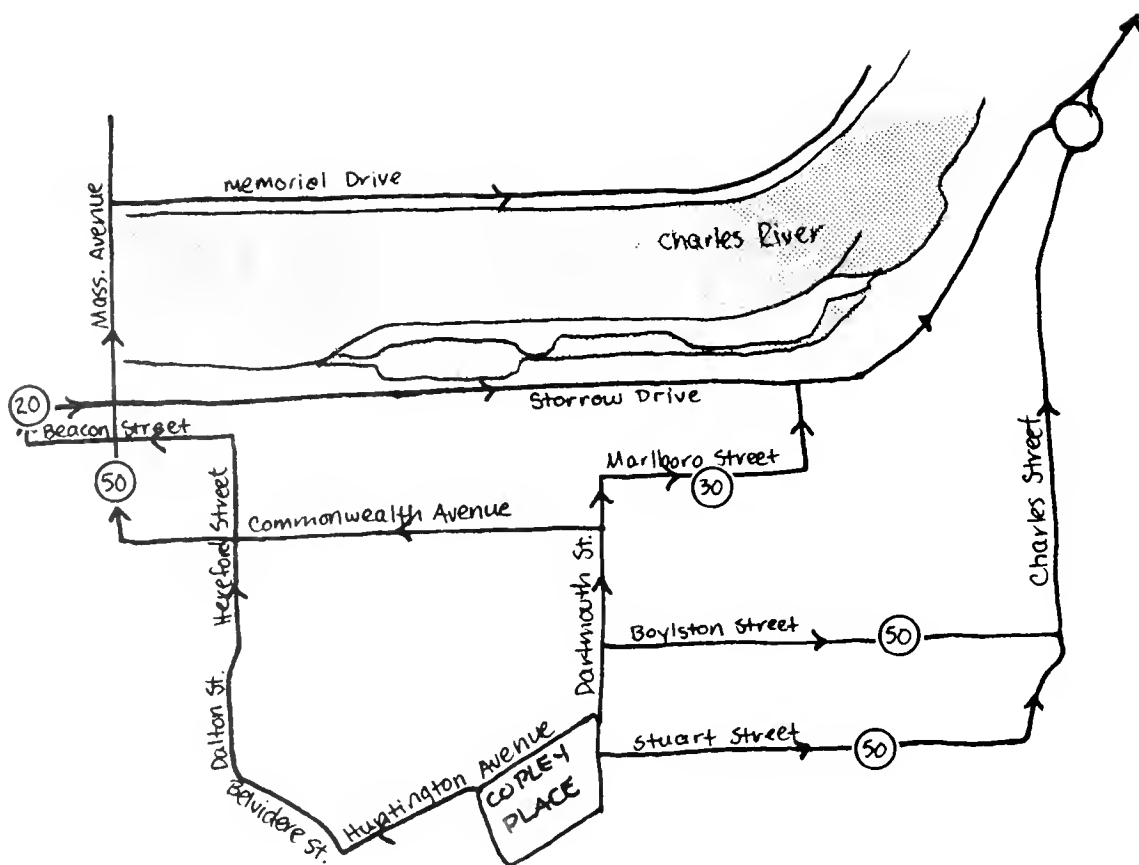 memorial Drive
Mass. Avenue
Charles River
20
Storrow Drive
Beacon Street
Marlboro Street
50
30
Commonwealth Avenue
Hereford Street
Charles Street
Dartmouth St.
Boylston Street
50
Dalton St.
Stuart Street
50
Huntington Avenue
COPLEY
PLACE
Belvidere St.